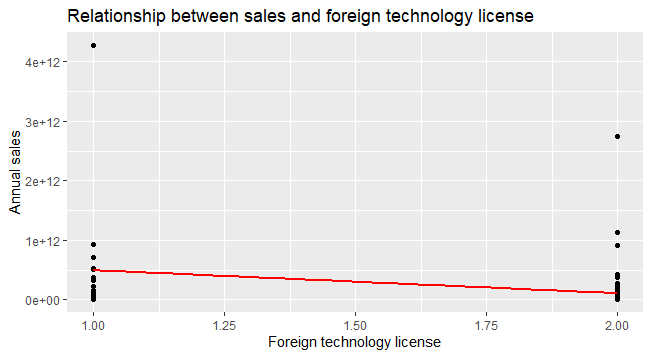 Relationship between sales and foreign technology license
Annual sales
4e+12
3e+12
2e+12
1e+12
0e+00
1.00 1.25 1.50 1.75 2.00
Foreign technology license